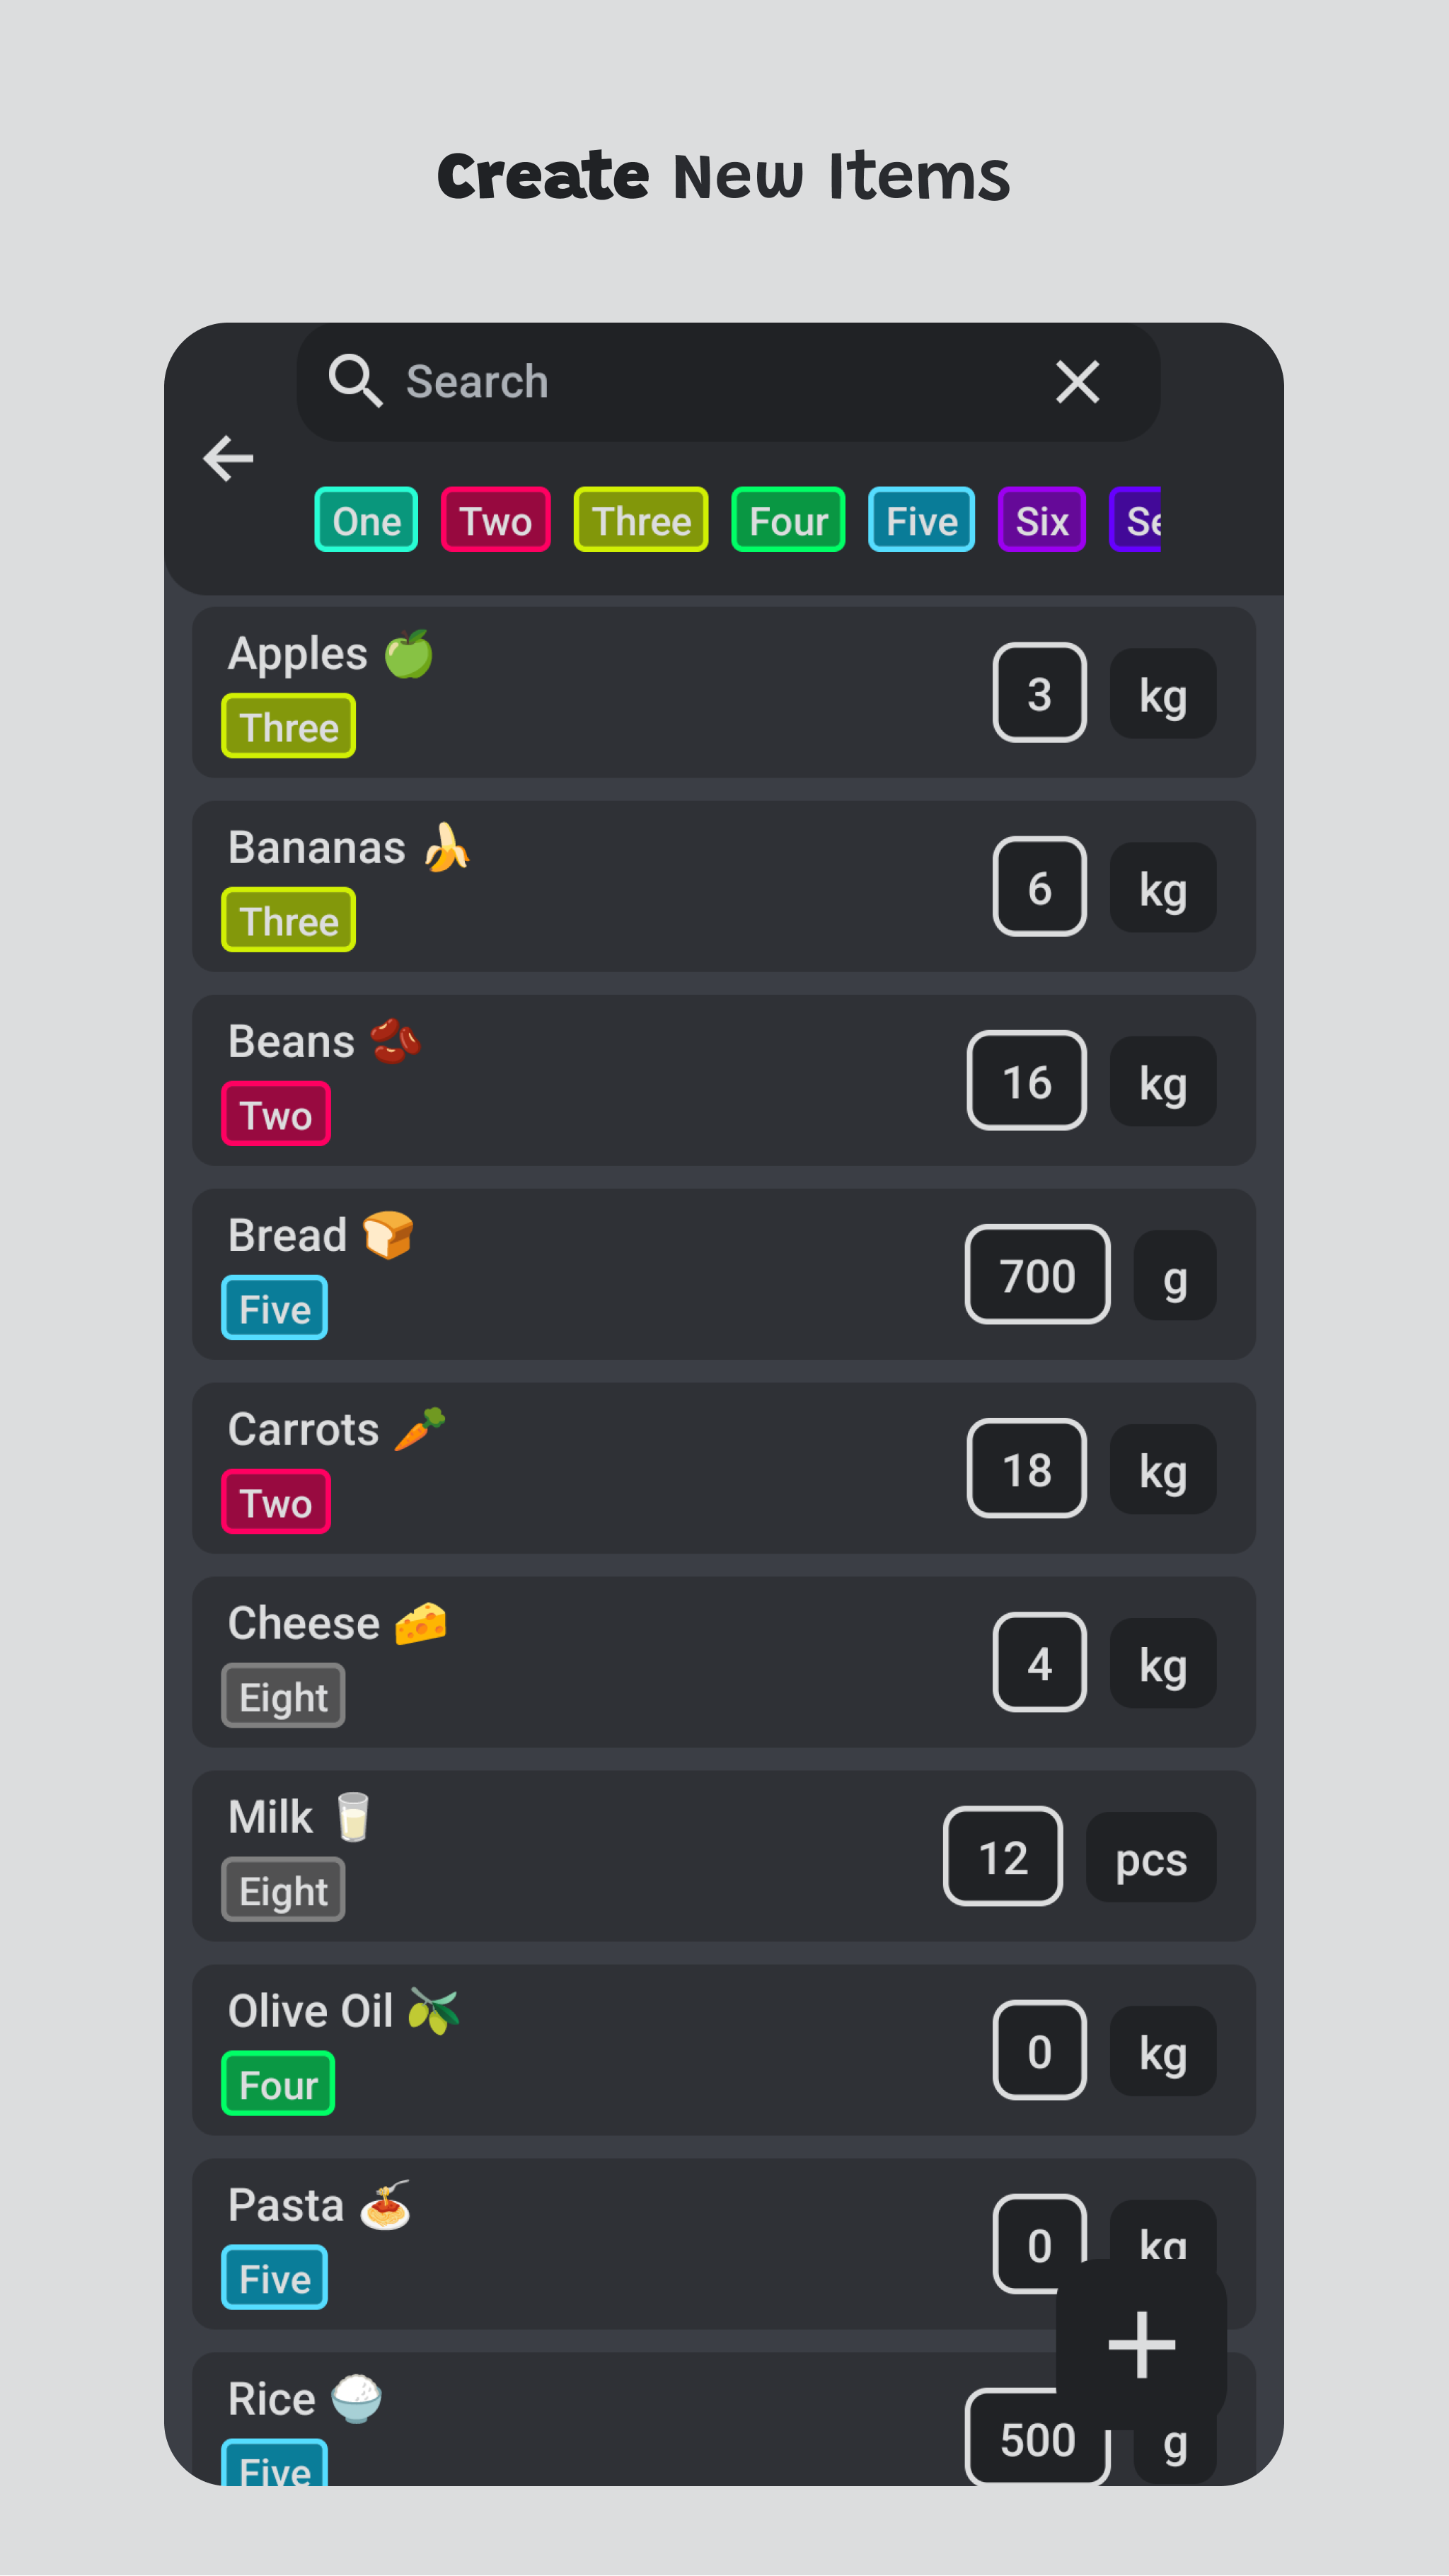 Create New Items
Search
One Two Three Four Five Six Se
Apples 🍏
Three
3 kg
Bananas 🍌
Three
6 kg
Beans 🫘
Two
16 kg
Bread 🍞
Five
700 g
Carrots 🥕
Two
18 kg
Cheese 🧀
Eight
4 kg
Milk 🥛
Eight
12 pcs
Olive Oil 🫒
Four
0 kg
Pasta 🍝
Five
0 kg
Rice 🍚
Five
500 g